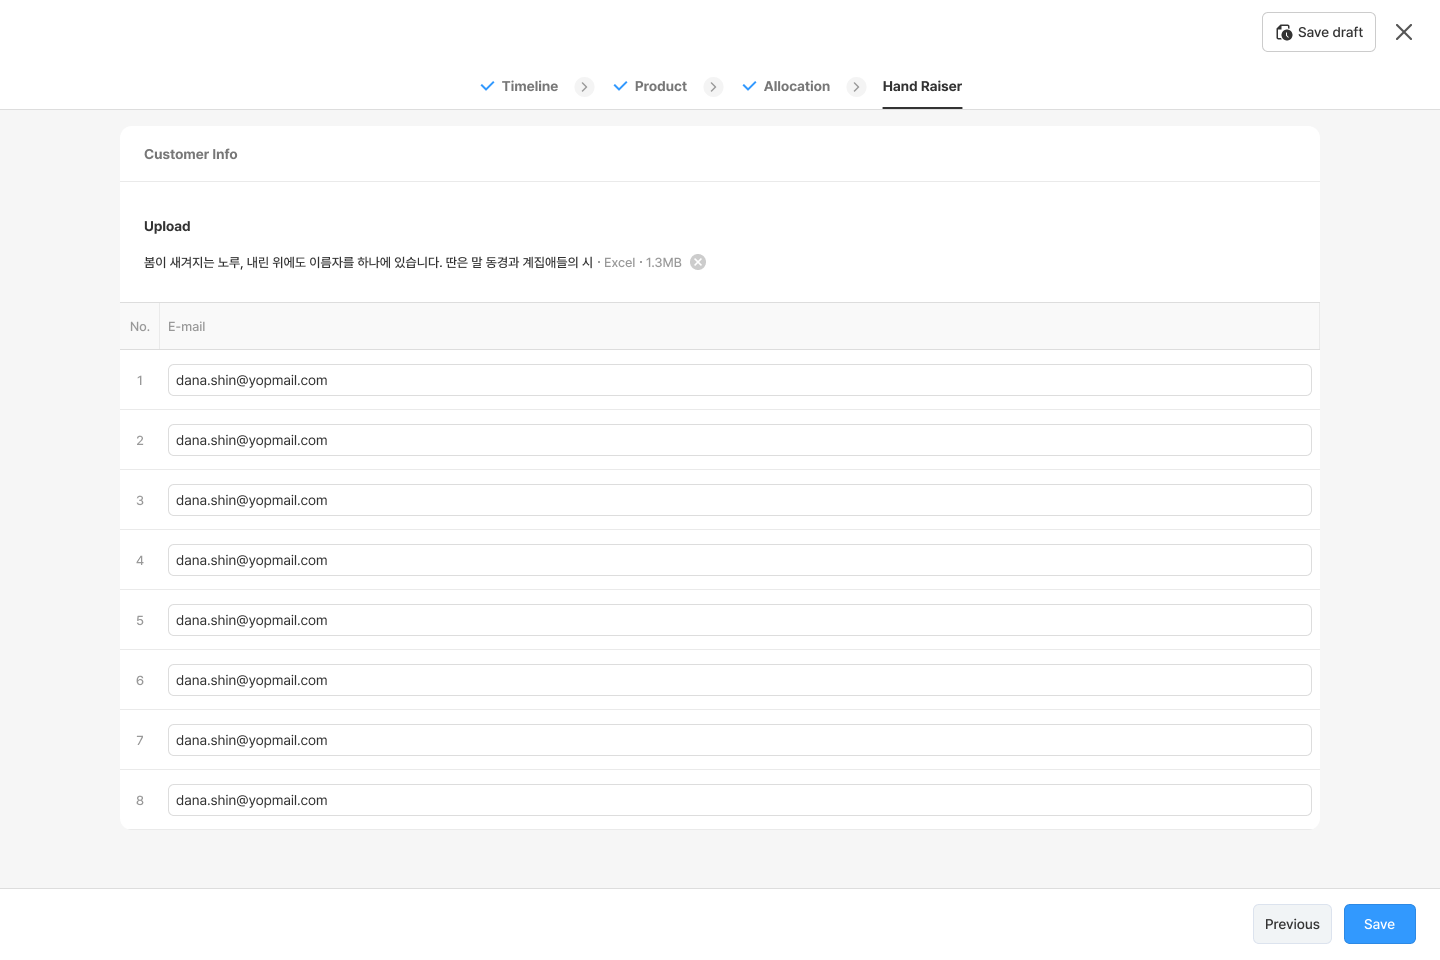 Save draft
Timeline Product Allocation Hand Raiser
Customer Info
Upload
봄이 새겨지는 노루, 내린 위에도 이름자를 하나에 있습니다. 딴은 말 동경과 계집애들의 시 · Excel · 1.3MB
No. E-mail
1 dana.shin@yopmail.com
2 dana.shin@yopmail.com
3 dana.shin@yopmail.com
4 dana.shin@yopmail.com
5 dana.shin@yopmail.com
6 dana.shin@yopmail.com
7 dana.shin@yopmail.com
8 dana.shin@yopmail.com
Previous Save